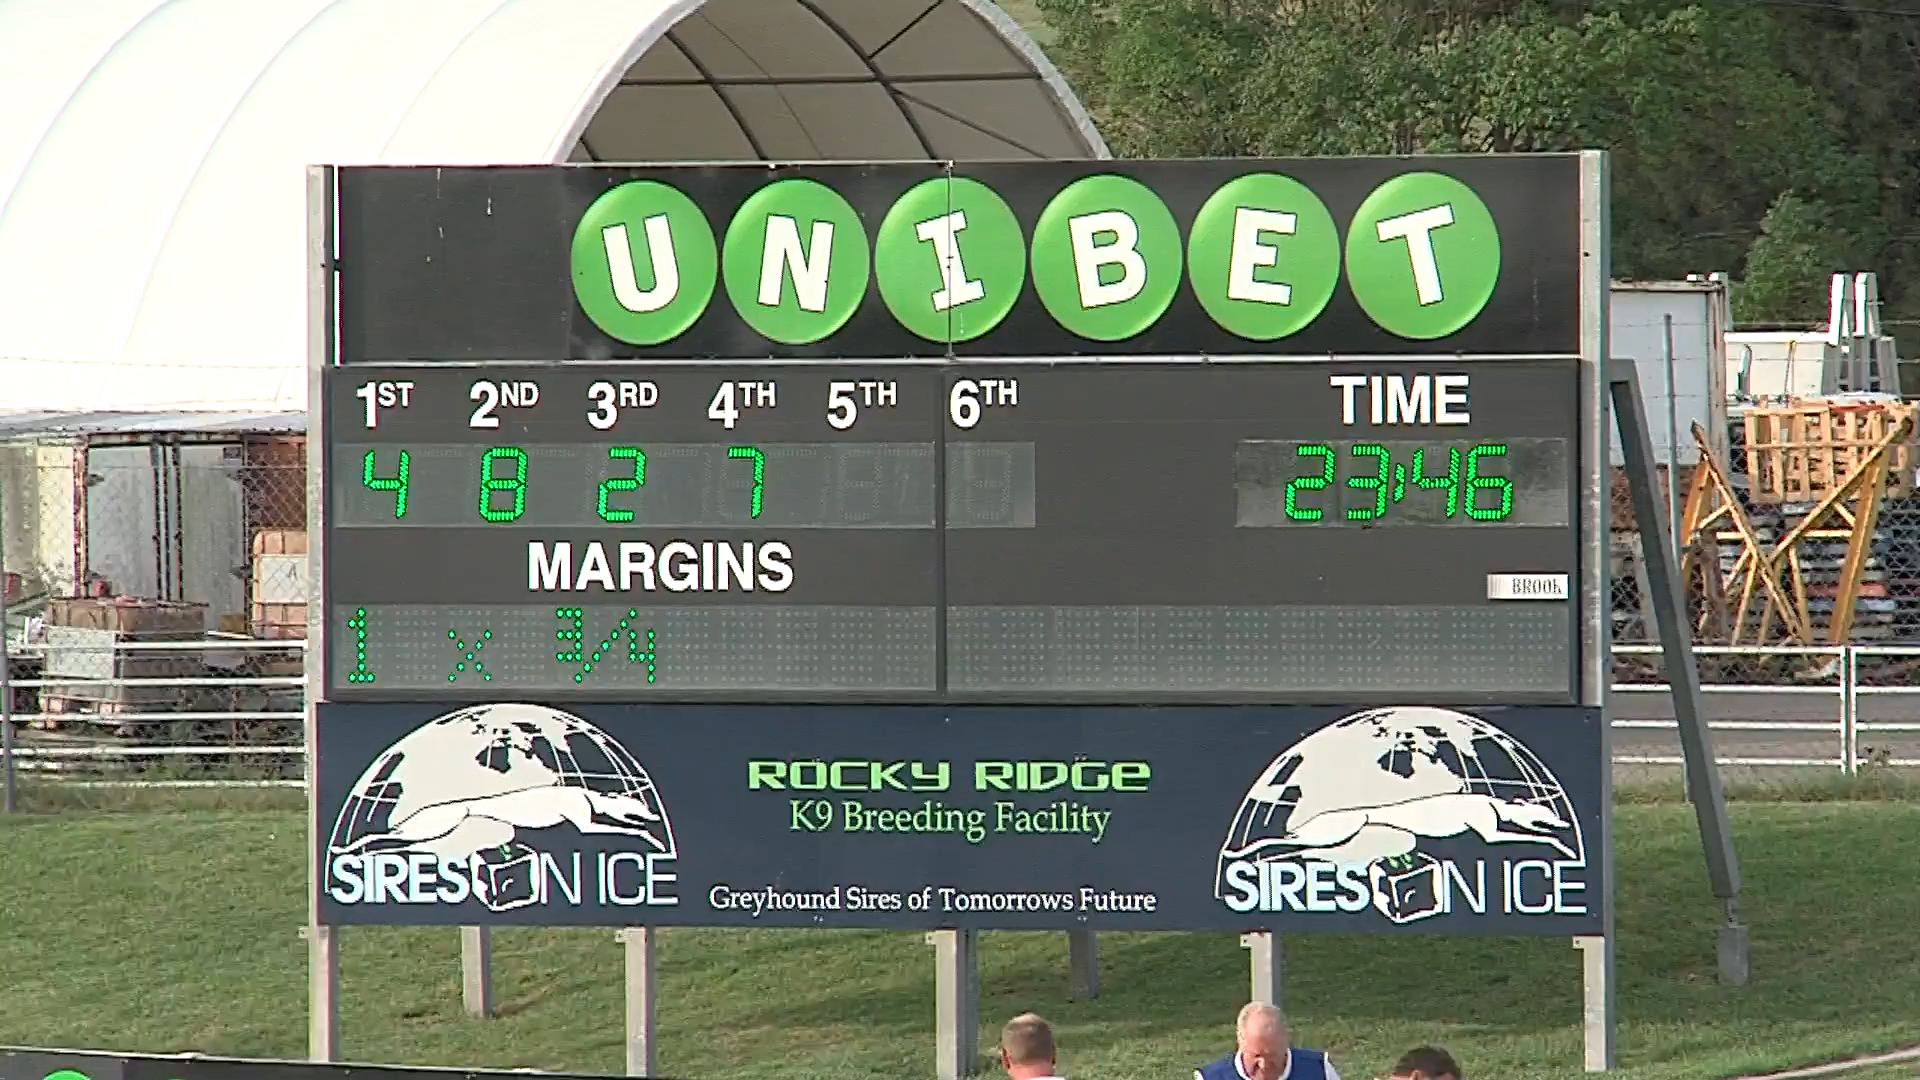 UNIBET
1ST 2ND 3RD 4TH 5TH 6TH TIME
4 8 2 7 23:46
MARGINS
BROOK
1 x 3/4
ROCKY RIDGE
K9 Breeding Facility
SIRES ON ICE
Greyhound Sires of Tomorrows Future
SIRES ON ICE